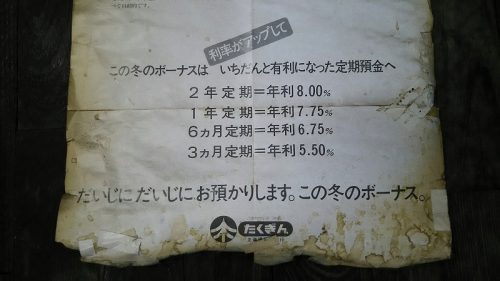 利率がアップして
この冬のボーナスは いちだんと有利になった定期預金へ
2年定期=年利8.00%
1年定期=年利7.75%
6ヵ月定期=年利6.75%
3ヵ月定期=年利5.50%
だいじに だいじに お預かりします。この冬のボーナス。
たくぎん